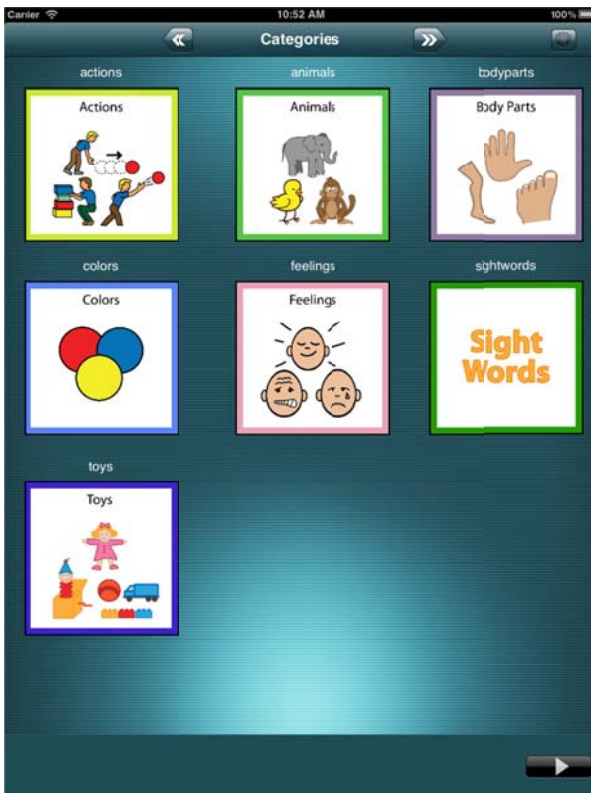 Carrier 10:52 AM 100%
Categories
actions animals bodyparts
Actions Animals Body Parts
colors feelings sightwords
Colors Feelings Sight
Words
toys
Toys